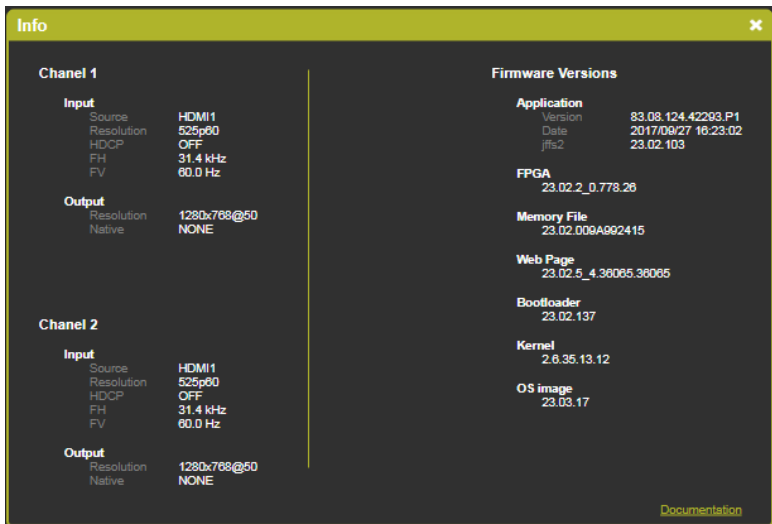 Info
Chanel 1
Input
Source HDMI1
Resolution 525p60
HDCP OFF
FH 31.4 kHz
FV 60.0 Hz
Output
Resolution 1280x768@50
Native NONE
Chanel 2
Input
Source HDMI1
Resolution 525p60
HDCP OFF
FH 31.4 kHz
FV 60.0 Hz
Output
Resolution 1280x768@50
Native NONE
Firmware Versions
Application
Version 83.08.124.42293.P1
Date 2017/09/27 16:23:02
jffs2 23.02.103
FPGA
23.02.2_0.778.26
Memory File
23.02.009A992415
Web Page
23.02.5_4.36065.36065
Bootloader
23.02.137
Kernel
2.6.35.13.12
OS image
23.03.17
Documentation